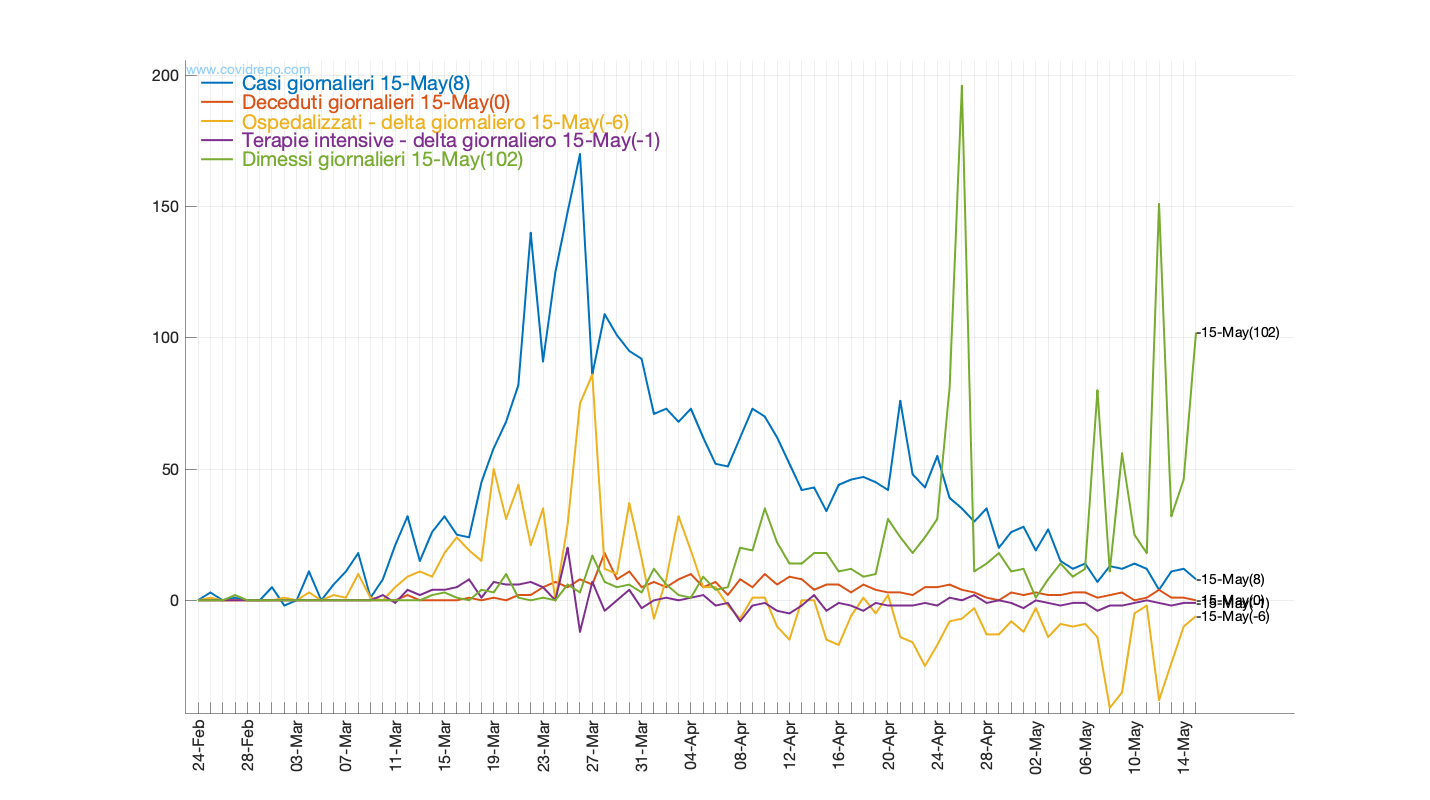 www.covidrepo.com
Casi giornalieri 15-May(8)
Deceduti giornalieri 15-May(0)
Ospedalizzati - delta giornaliero 15-May(-6)
Terapie intensive - delta giornaliero 15-May(-1)
Dimessi giornalieri 15-May(102)
200
150
100
50
0
-15-May(102)
-15-May(8)
-15-May(0)
-15-May(-1)
-15-May(-6)
24-Feb
28-Feb
03-Mar
07-Mar
11-Mar
15-Mar
19-Mar
23-Mar
27-Mar
31-Mar
04-Apr
08-Apr
12-Apr
16-Apr
20-Apr
24-Apr
28-Apr
02-May
06-May
10-May
14-May